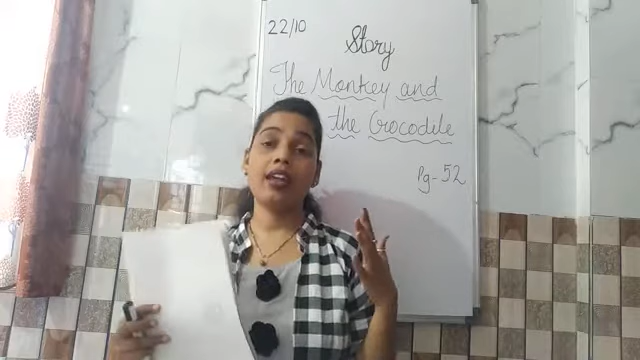 22/10
Story
The Monkey and
the Crocodile
Pg-52